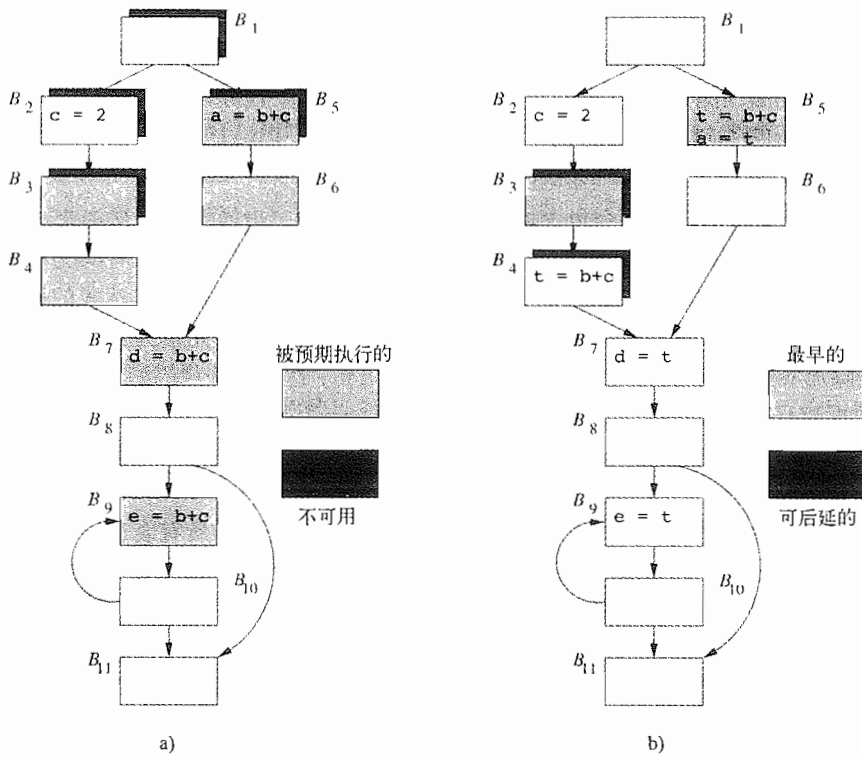 B1
B2
c = 2
a = b+c
B5
B3
B6
B4
B7
d = b+c
被预期执行的
B8
B9
e = b+c
不可用
B10
B11
a)
B1
B2
c = 2
t = b+c
a = t
B5
B3
B6
B4
t = b+c
B7
d = t
最早的
B8
B9
e = t
可后延的
B10
B11
b)